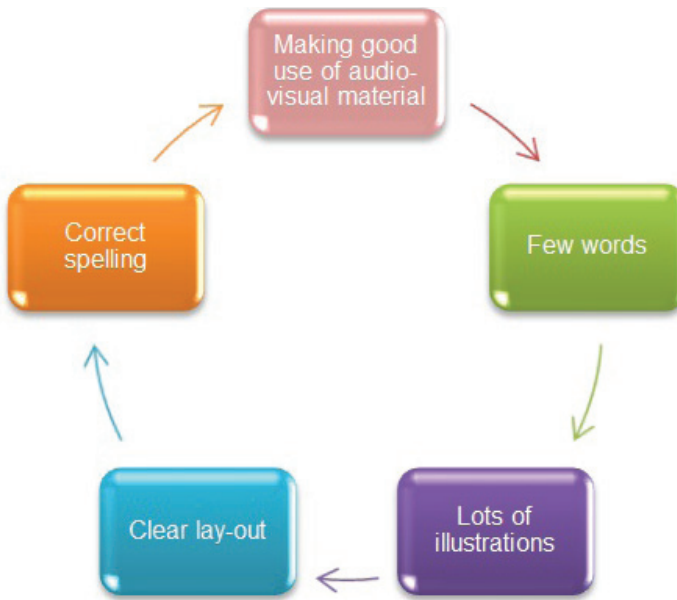 Making good
use of audio-
visual material
Few words
Lots of
illustrations
Clear lay-out
Correct
spelling